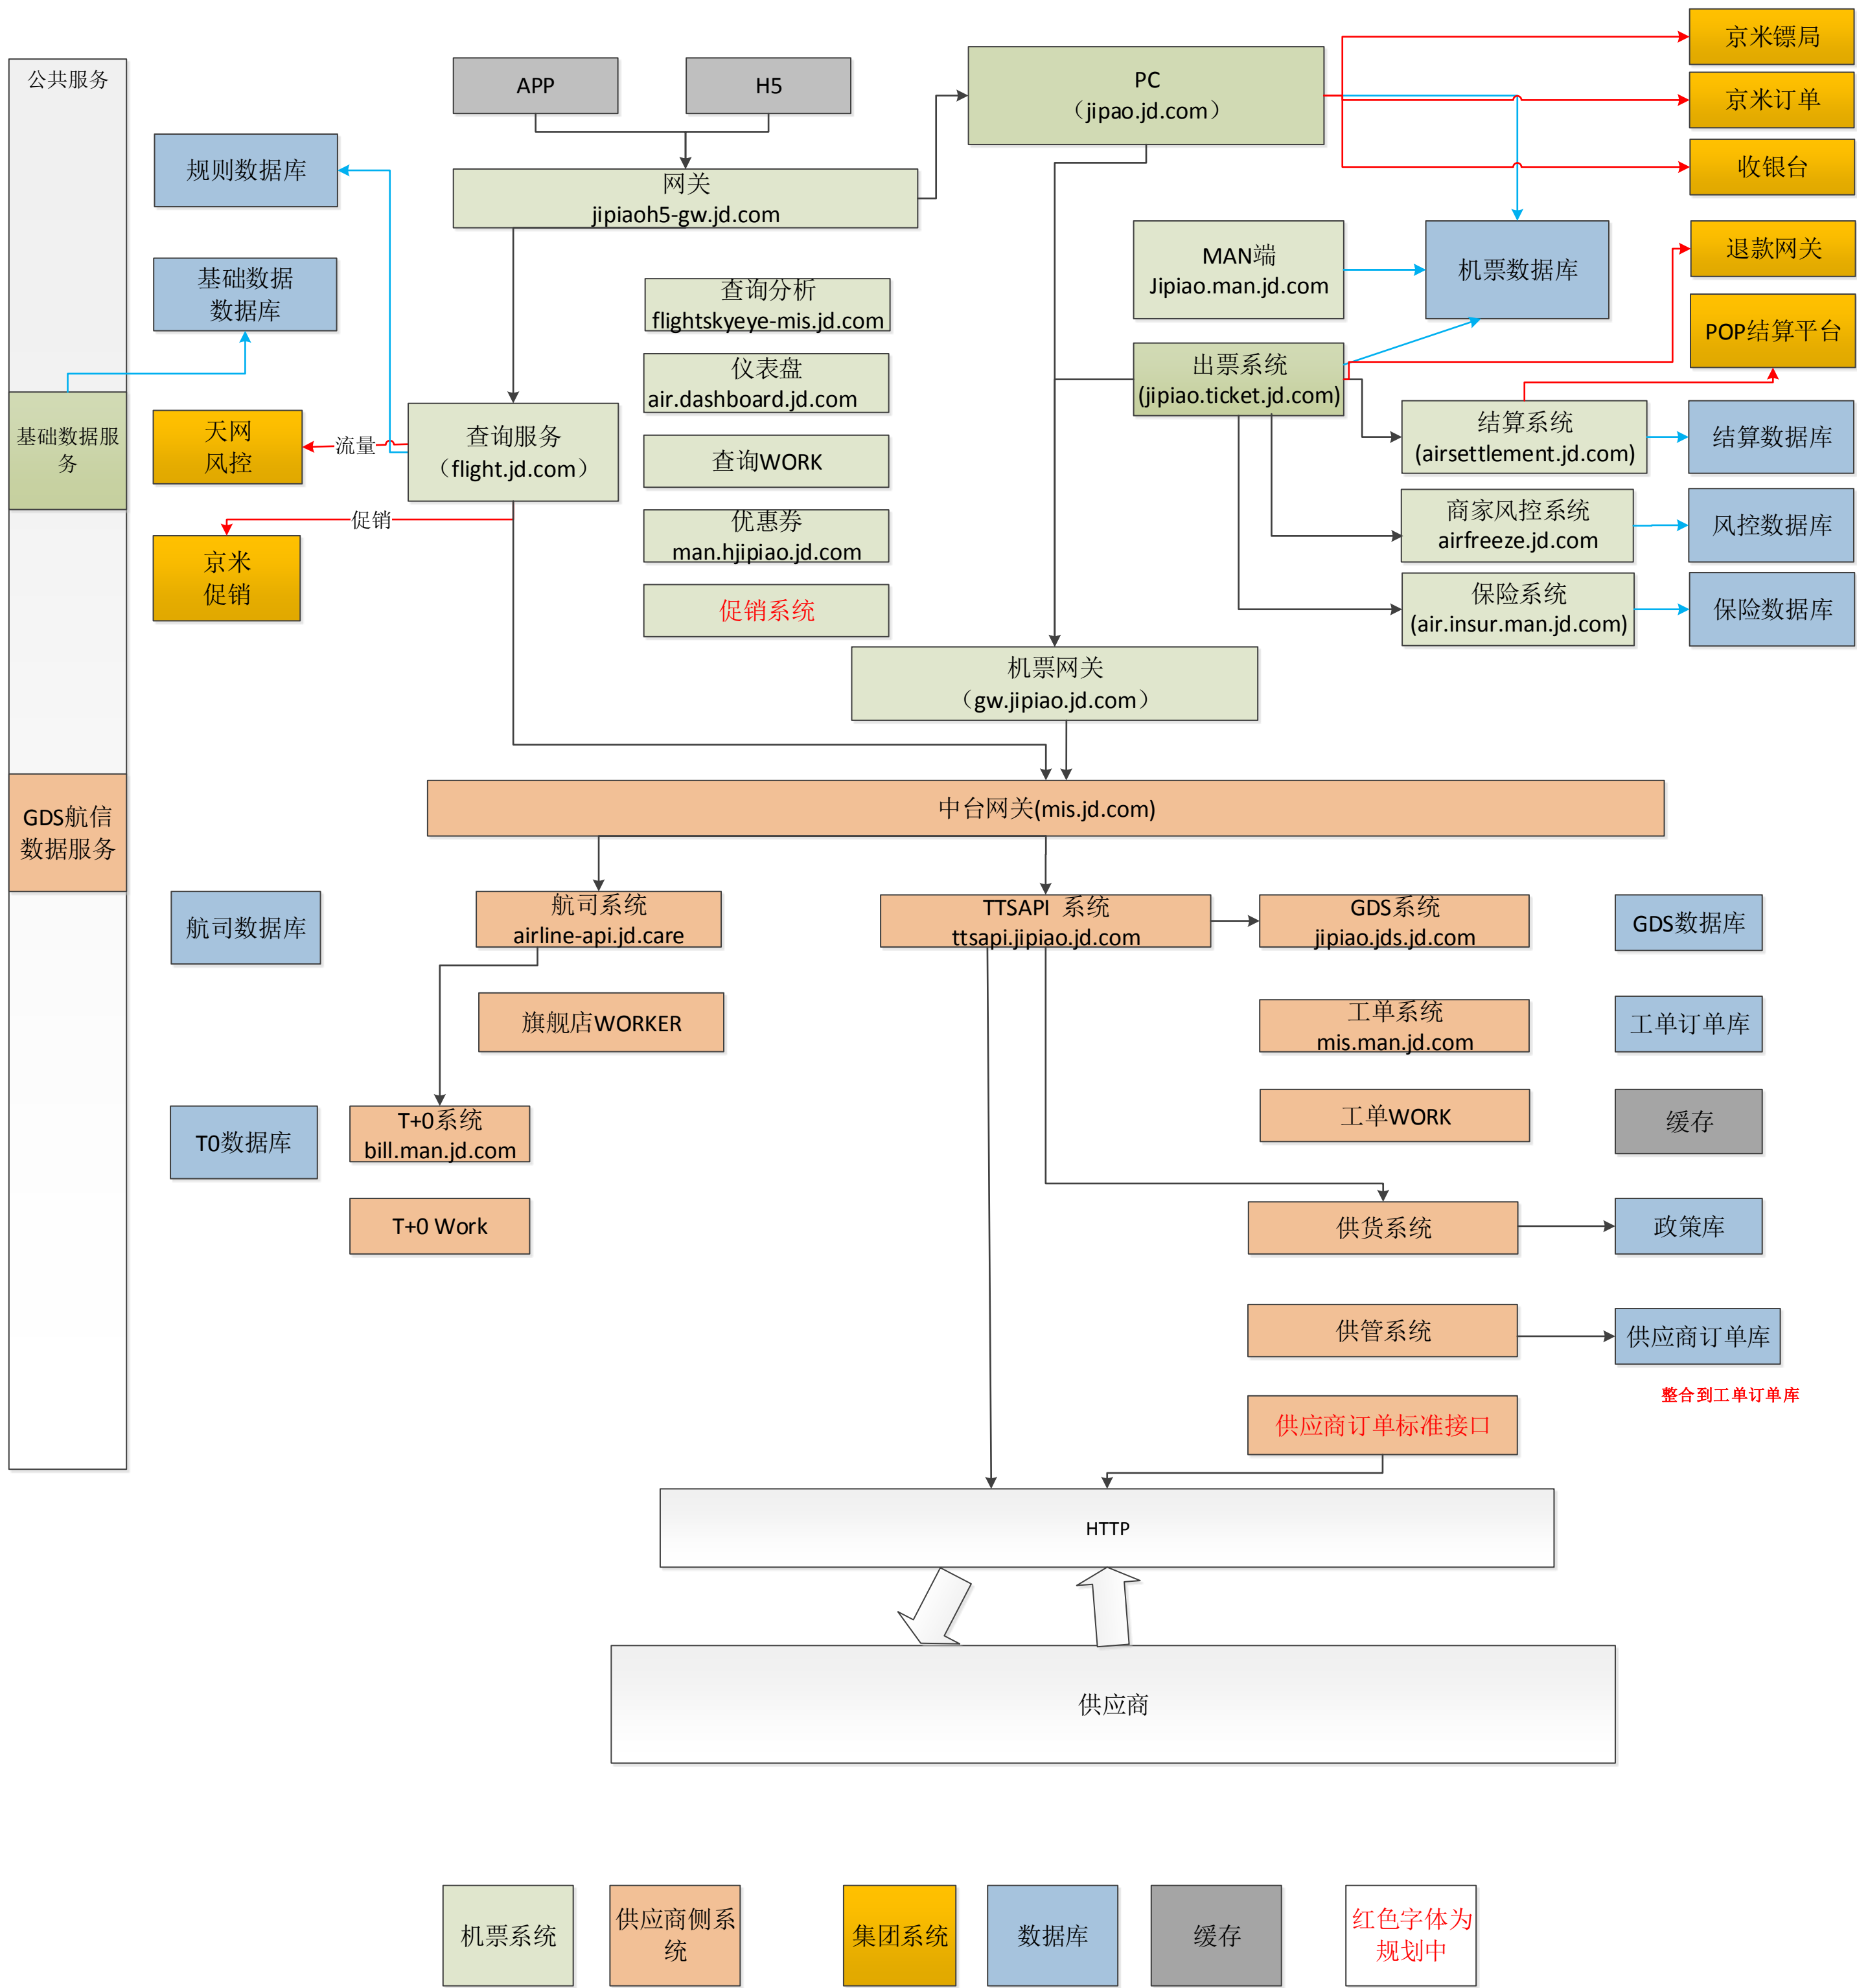 公共服务
APP
H5
PC
（jipao.jd.com）
京米镖局
京米订单
收银台
规则数据库
网关
jipiaoh5-gw.jd.com
MAN端
Jipiao.man.jd.com
机票数据库
退款网关
POP结算平台
基础数据
数据库
查询分析
flightskyeye-mis.jd.com
仪表盘
air.dashboard.jd.com
出票系统
(jipiao.ticket.jd.com)
基础数据服
务
天网
风控
流量
查询服务
（flight.jd.com）
查询WORK
结算系统
(airsettlement.jd.com)
结算数据库
促销
优惠券
man.hjipiao.jd.com
商家风控系统
airfreeze.jd.com
风控数据库
京米
促销
促销系统
保险系统
(air.insur.man.jd.com)
保险数据库
机票网关
（gw.jipiao.jd.com）
GDS航信
数据服务
中台网关(mis.jd.com)
航司数据库
航司系统
airline-api.jd.care
TTSAPI 系统
ttsapi.jipiao.jd.com
GDS系统
jipiao.jds.jd.com
GDS数据库
旗舰店WORKER
工单系统
mis.man.jd.com
工单订单库
T0数据库
T+0系统
bill.man.jd.com
工单WORK
缓存
T+0 Work
供货系统
政策库
供管系统
供应商订单库
整合到工单订单库
供应商订单标准接口
HTTP
供应商
机票系统
供应商侧系
统
集团系统
数据库
缓存
红色字体为
规划中